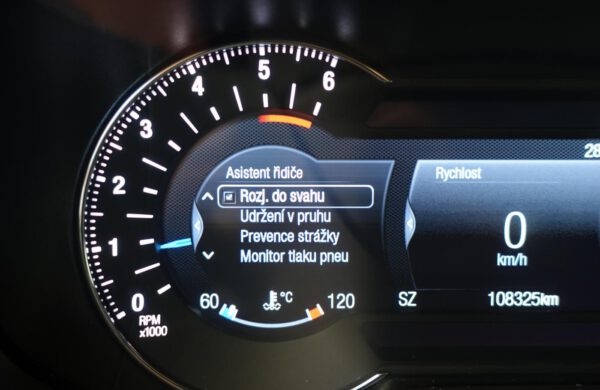 6
5
4
3
2
1
0
RPM
x1000
Asistent řidiče
Rozj. do svahu
Udržení v pruhu
Prevence strážky
Monitor tlaku pneu
60
°C
120
28
Rychlost
0
km/h
SZ
108325km